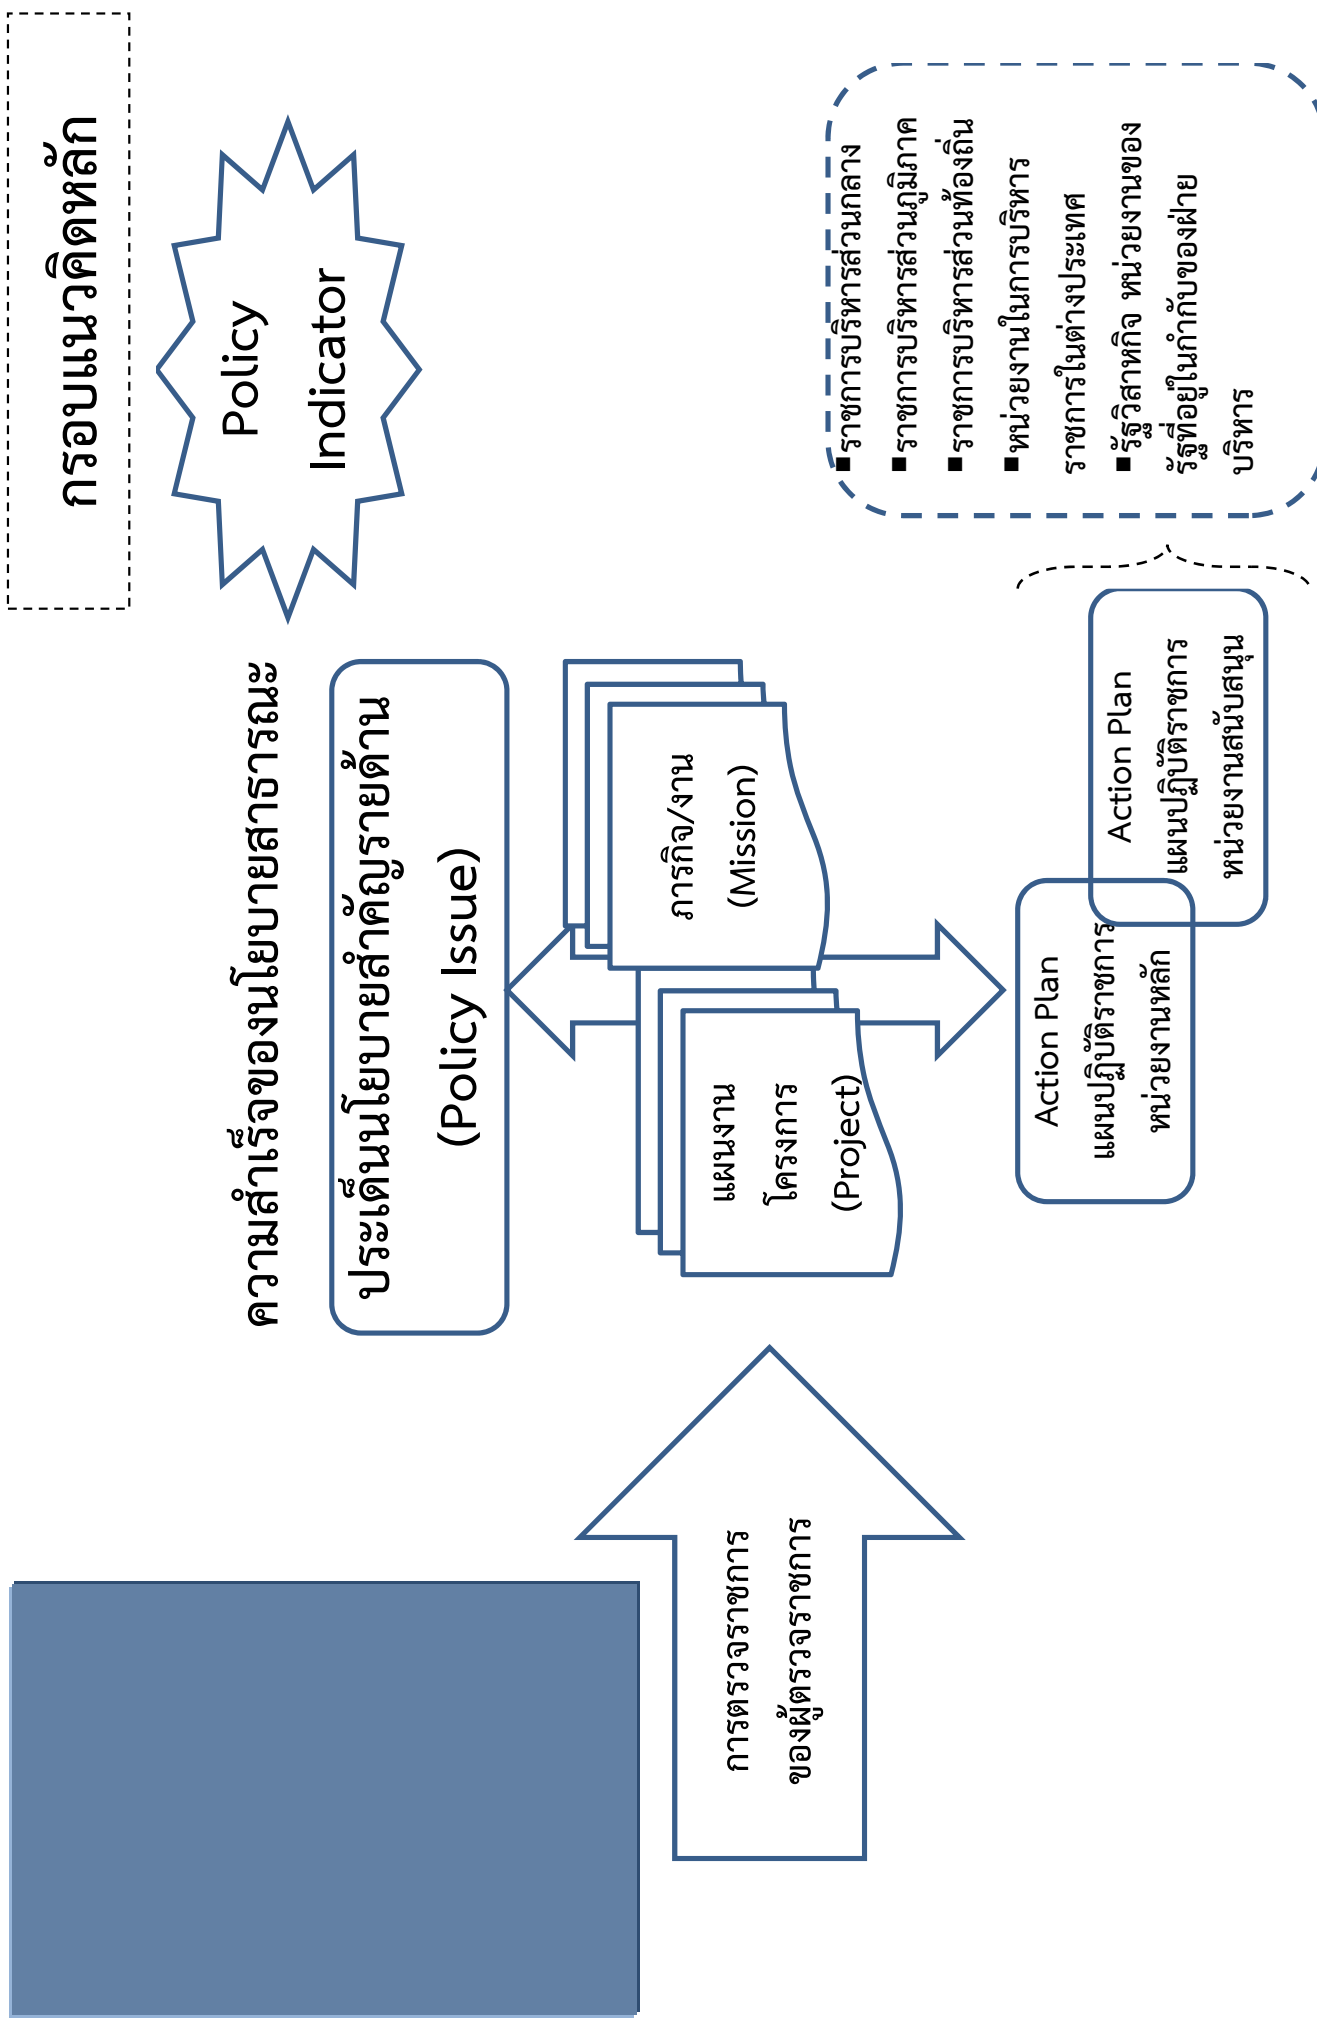 กรอบแนวคิดหลัก
Policy
Indicator
ความสำเร็จของนโยบายสาธารณะ
ประเด็นนโยบายสำคัญรายด้าน
(Policy Issue)
ภารกิจ/งาน
(Mission)
แผนงาน
โครงการ
(Project)
การตรวจราชการ
ของผู้ตรวจราชการ
Action Plan
แผนปฏิบัติราชการ
หน่วยงานหลัก
Action Plan
แผนปฏิบัติราชการ
หน่วยงานสนับสนุน
▪ราชการบริหารส่วนกลาง
▪ราชการบริหารส่วนภูมิภาค
▪ราชการบริหารส่วนท้องถิ่น
▪หน่วยงานในการบริหาร
ราชการในต่างประเทศ
▪รัฐวิสาหกิจ หน่วยงานของ
รัฐที่อยู่ในกำกับของฝ่าย
บริหาร